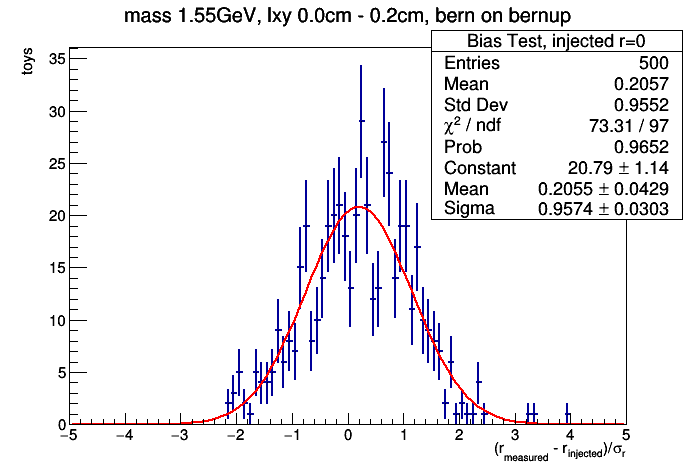 mass 1.55GeV, lxy 0.0cm - 0.2cm, bern on bernup
toys
Bias Test, injected r=0
Entries 500
Mean 0.2057
Std Dev 0.9552
χ² / ndf 73.31 / 97
Prob 0.9652
Constant 20.79 ± 1.14
Mean 0.2055 ± 0.0429
Sigma 0.9574 ± 0.0303
35
30
25
20
15
10
5
0
−5 −4 −3 −2 −1 0 1 2 3 4 5
(r_measured - r_injected)/σ_r